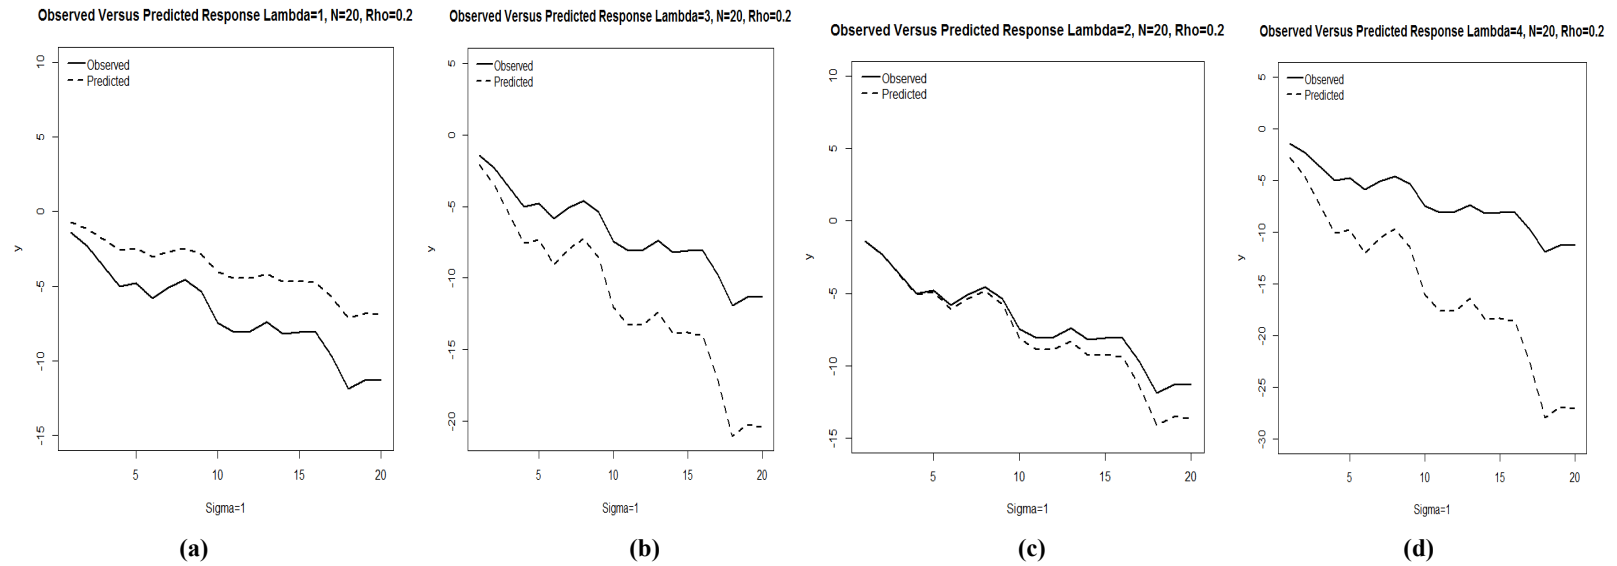 Observed Versus Predicted Response Lambda=1, N=20, Rho=0.2
10
5
0
-5
-10
-15
y
Observed
Predicted
5
10
15
20
Sigma=1
(a)
Observed Versus Predicted Response Lambda=3, N=20, Rho=0.2
5
0
-5
-10
-15
-20
y
Observed
Predicted
5
10
15
20
Sigma=1
(b)
Observed Versus Predicted Response Lambda=2, N=20, Rho=0.2
10
5
0
-5
-10
-15
y
Observed
Predicted
5
10
15
20
Sigma=1
(c)
Observed Versus Predicted Response Lambda=4, N=20, Rho=0.2
5
0
-5
-10
-15
-20
-25
-30
y
Observed
Predicted
5
10
15
20
Sigma=1
(d)